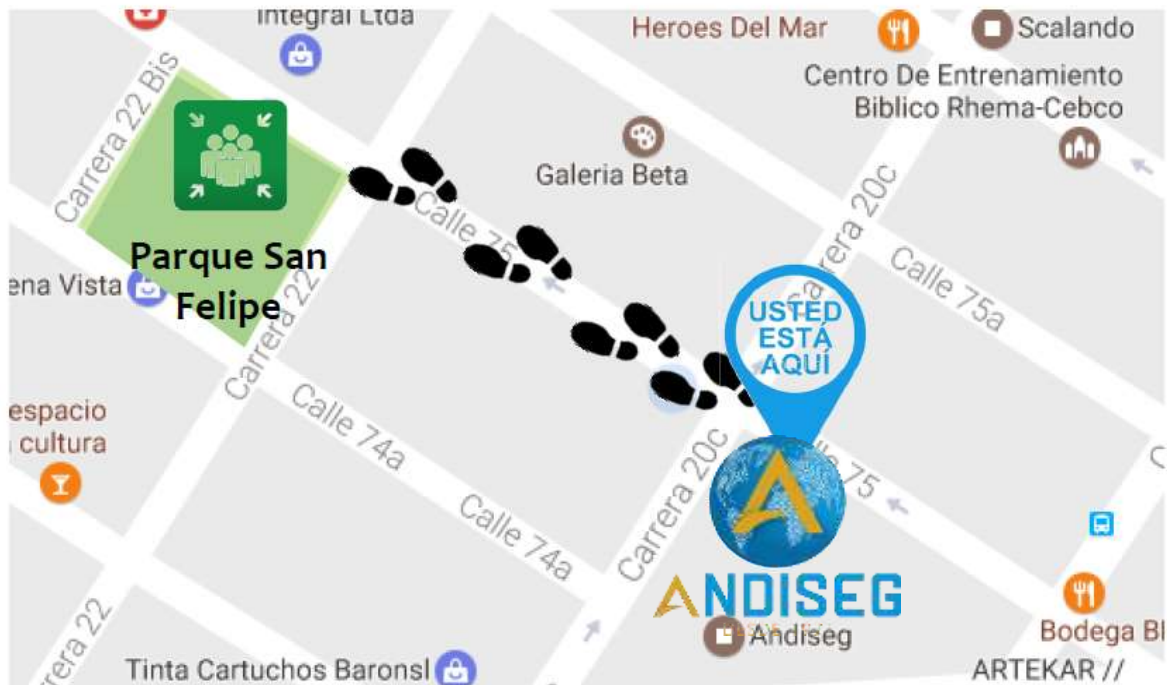 Integral Ltda
Heroes Del Mar
Scalando
Centro De Entrenamiento
Biblico Rhema-Cebco
Carrera 22 Bis
Galeria Beta
Calle 75
Carrera 20c
Calle 75a
Parque San
Felipe
ena Vista
Carrera 22
USTED
ESTÁ
AQUÍ
espacio
cultura
Calle 74a
Calle 74a
Carrera 20c
Calle 75
ANDISEG
Andiseg
Carrera 22
Bodega Bl
Tinta Cartuchos Baronsl
ARTEKAR //